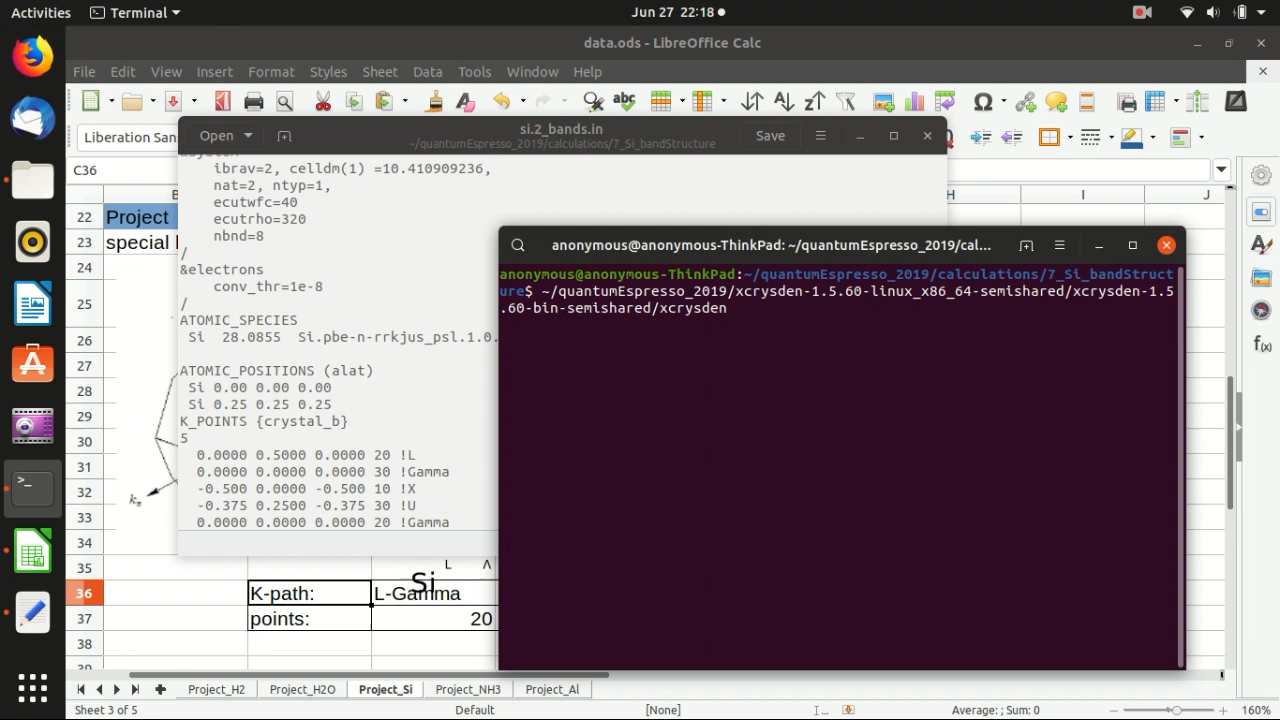 Activities
Terminal
Jun 27 22:18
data.ods - LibreOffice Calc
File Edit View Insert Format Styles Sheet Data Tools Window Help
Liberation San
C36
B H I J
22 Project
23 special
24
25
26
27
28
29
30
31
32
33
34
35
36 K-path: L-Gamma
37 points: 20
38
39
L Λ
Si
Open
si.2_bands.in
~/quantumEspresso_2019/calculations/7_Si_bandStructure
Save
ibrav=2, celldm(1) =10.410909236,
nat=2, ntyp=1,
ecutwfc=40
ecutrho=320
nbnd=8
/
&electrons
conv_thr=1e-8
/
ATOMIC_SPECIES
Si 28.0855 Si.pbe-n-rrkjus_psl.1.0.
ATOMIC_POSITIONS (alat)
Si 0.00 0.00 0.00
Si 0.25 0.25 0.25
K_POINTS {crystal_b}
5
0.0000 0.5000 0.0000 20 !L
0.0000 0.0000 0.0000 30 !Gamma
-0.500 0.0000 -0.500 10 !X
-0.375 0.2500 -0.375 30 !U
0.0000 0.0000 0.0000 20 !Gamma
anonymous@anonymous-ThinkPad: ~/quantumEspresso_2019/cal...
anonymous@anonymous-ThinkPad:~/quantumEspresso_2019/calculations/7_Si_bandStruct
ure$ ~/quantumEspresso_2019/xcrysden-1.5.60-linux_x86_64-semishared/xcrysden-1.5
.60-bin-semishared/xcrysden
Project_H2 Project_H2O Project_Si Project_NH3 Project_Al
Sheet 3 of 5 Default [None] Average: ; Sum: 0 160%